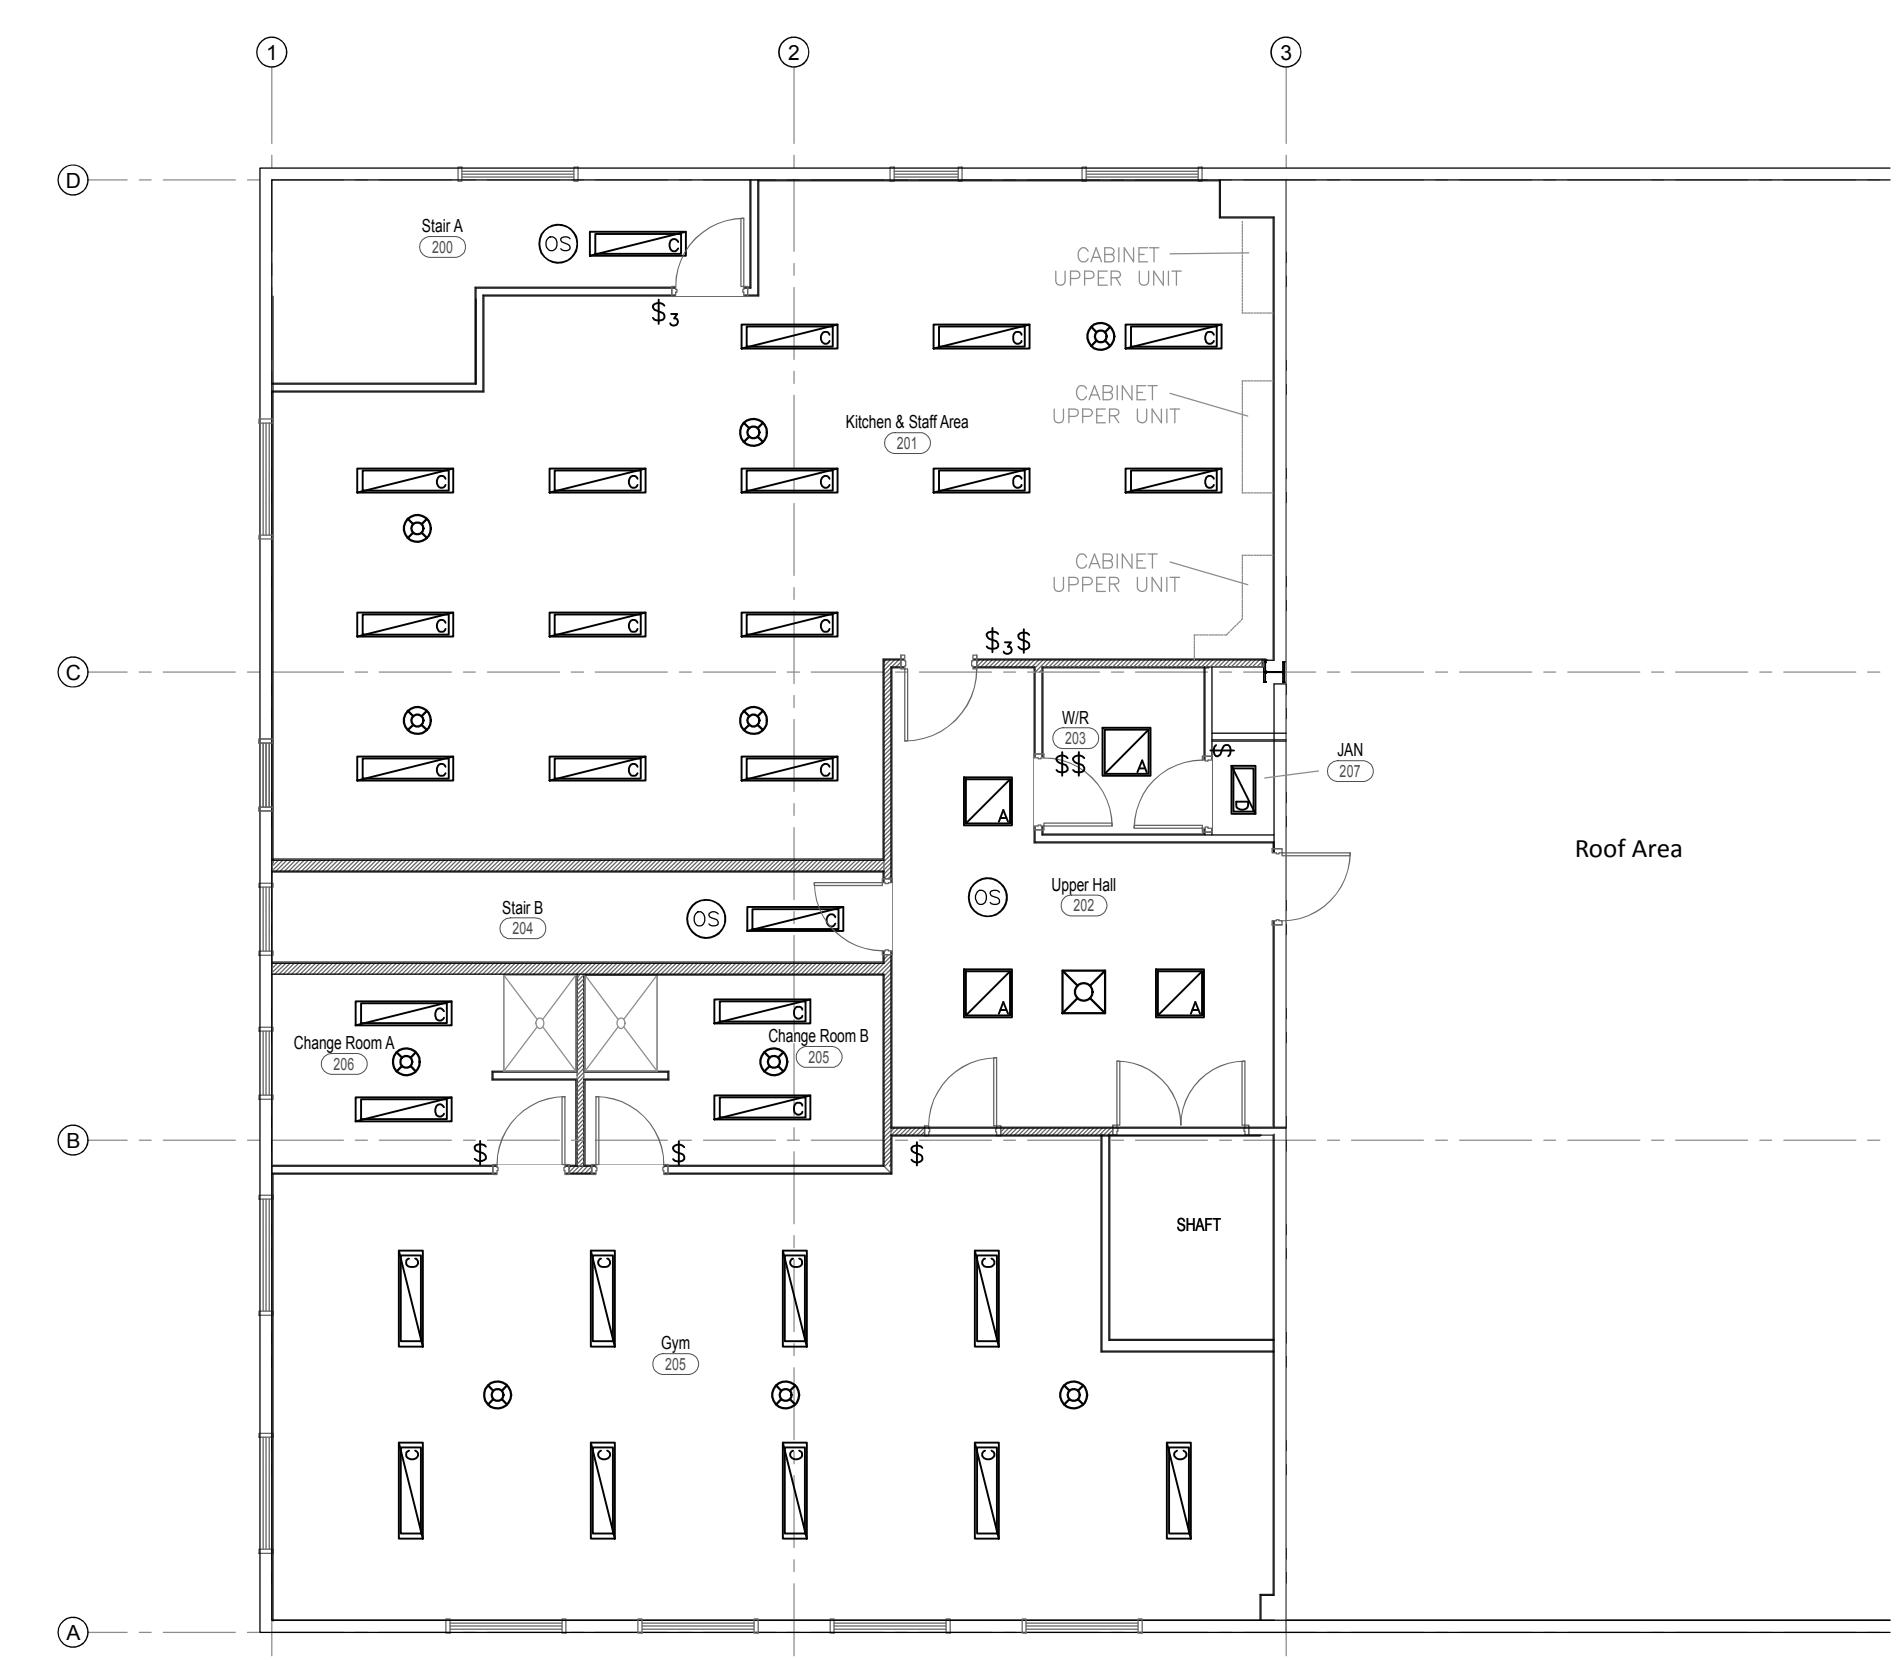 1
2
3
D
Stair A
200
OS
C
$3
CABINET
UPPER UNIT
C
C
C
CABINET
UPPER UNIT
Kitchen & Staff Area
201
C
C
C
C
C
CABINET
UPPER UNIT
C
C
C
$3$
C
W/R
203
$$
A
$
JAN
207
D
C
C
C
A
Roof Area
Stair B
204
OS
C
OS
Upper Hall
202
A
A
C
C
Change Room A
206
Change Room B
205
C
C
B
$
$
$
SHAFT
C
C
C
C
Gym
205
C
C
C
C
C
A